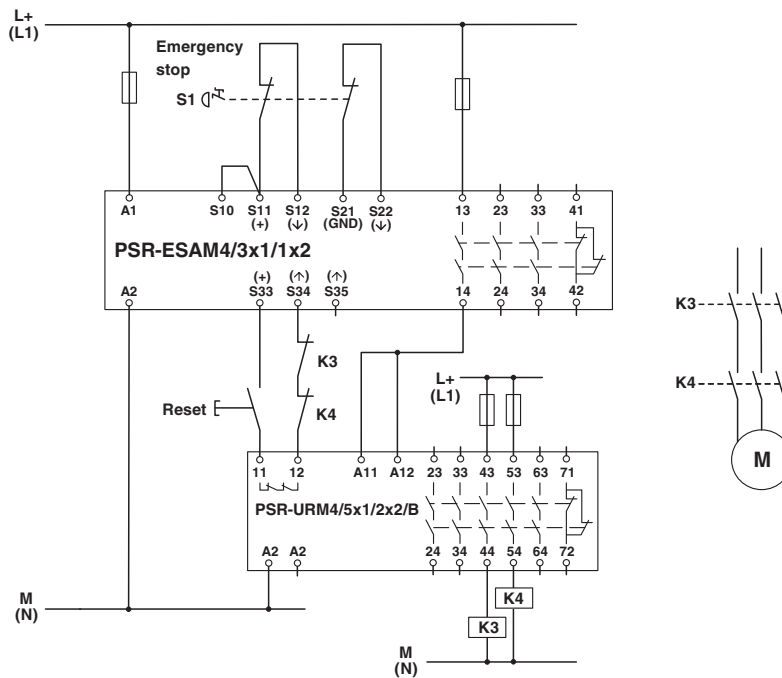 L+
(L1)
Emergency
stop
S1
A1 S10 S11 S12 S21 S22 13 23 33 41
(+) (↓) (GND) (↓)
PSR-ESAM4/3x1/1x2
(+) (↑) (↑)
A2 S33 S34 S35 14 24 34 42
K3
K3
L+
(L1)
K4
K4
Reset
M
11 12 A11 A12 23 33 43 53 63 71
PSR-URM4/5x1/2x2/B
A2 A2 24 34 44 54 64 72
M
(N)
K4
K3
M
(N)